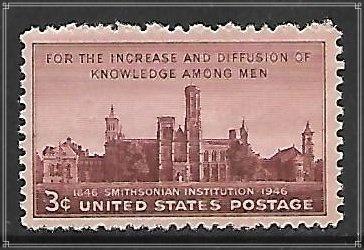 FOR THE INCREASE AND DIFFUSION OF
KNOWLEDGE AMONG MEN
1846 SMITHSONIAN INSTITUTION 1946
3¢ UNITED STATES POSTAGE